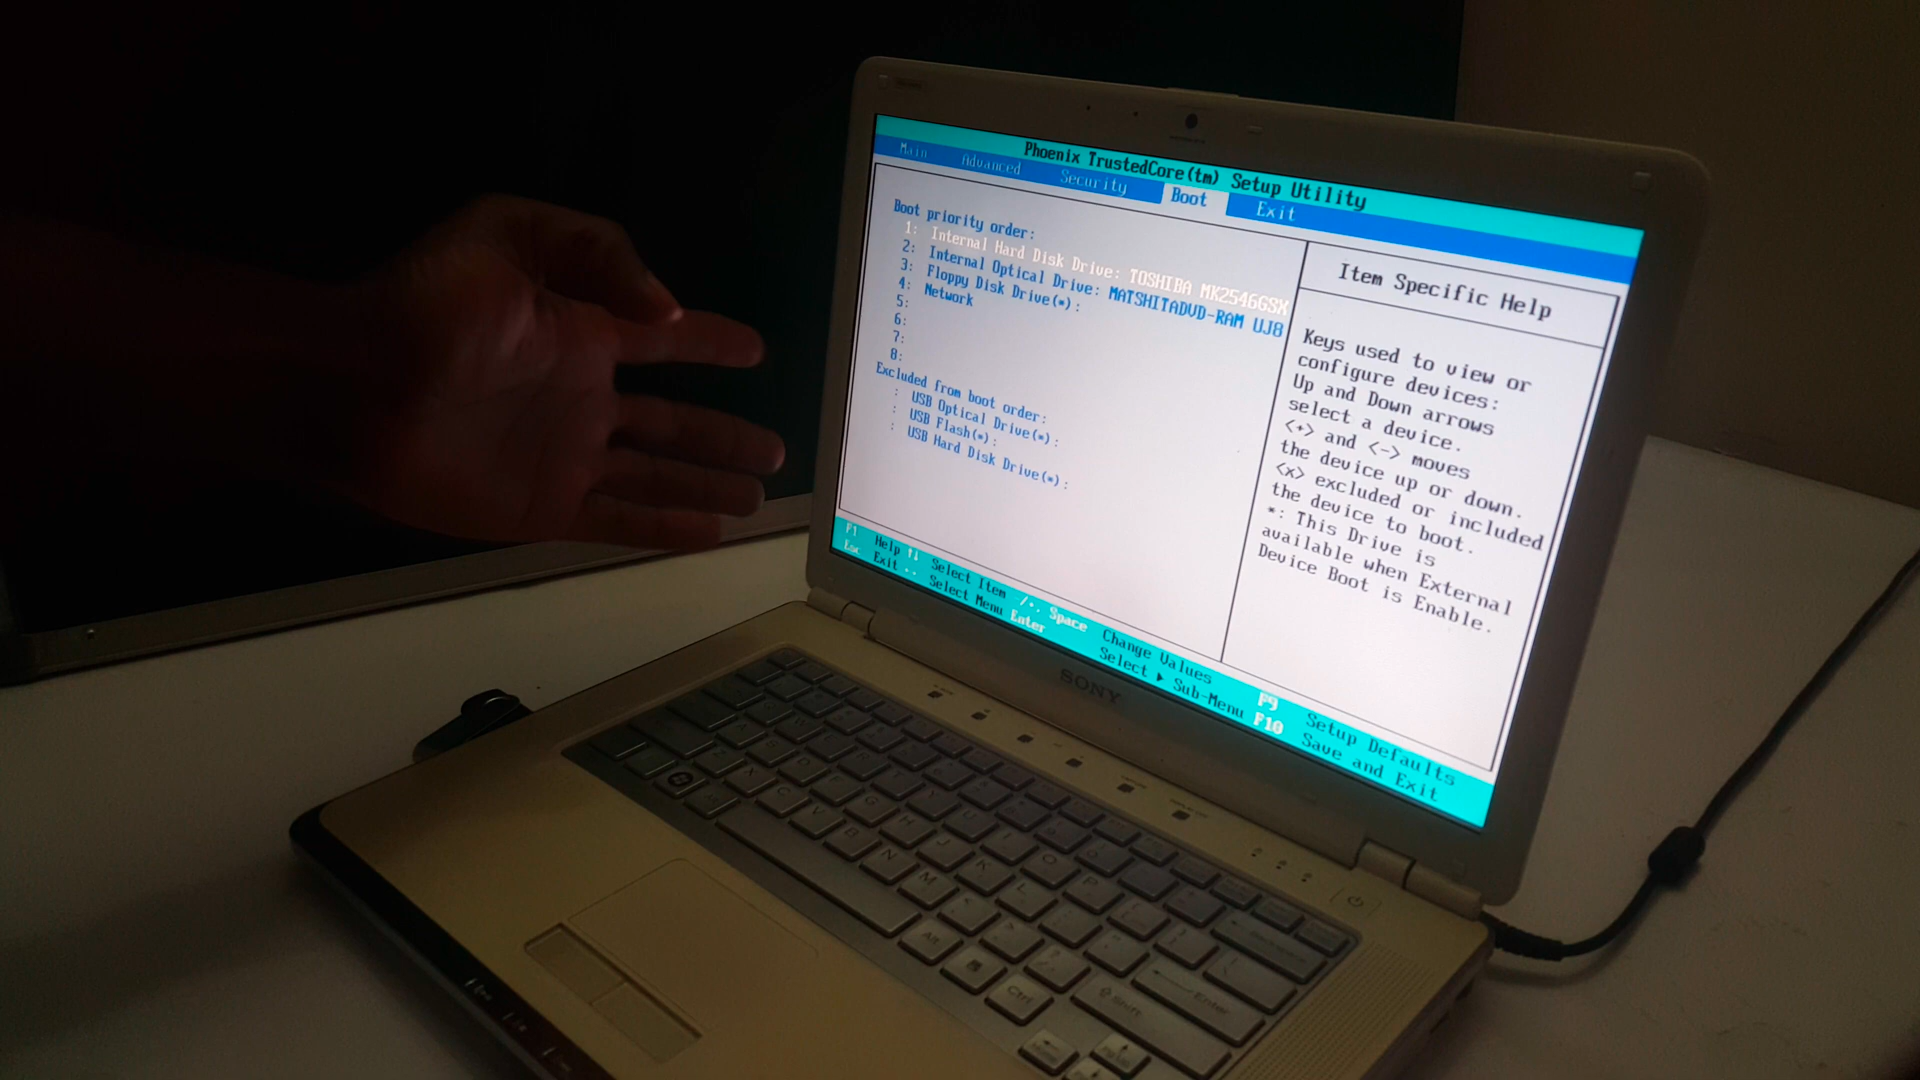 Phoenix TrustedCore(tm) Setup Utility
Main Advanced Security Boot Exit
Boot priority order:
1: Internal Hard Disk Drive: TOSHIBA MK2546GSX
2: Internal Optical Drive: MATSHITADVD-RAM UJ8
3: Floppy Disk Drive(*):
4: Network
5:
6:
7:
8:
Excluded from boot order:
: USB Optical Drive(*):
: USB Flash(*):
: USB Hard Disk Drive(*):
Item Specific Help
Keys used to view or
configure devices:
Up and Down arrows
select a device.
<+> and <-> moves
the device up or down.
<x> excluded or included
the device to boot.
*: This Drive is
available when External
Device Boot is Enable.
F1 Help ↑↓ Select Item -/+, Space Change Values F9 Setup Defaults
Esc Exit Select Menu Enter Select ▶ Sub-Menu F10 Save and Exit
SONY
W
A S D F G H J K L
Z X C V B N M
R T Y U I O P
Alt
Ctrl
Enter
Shift